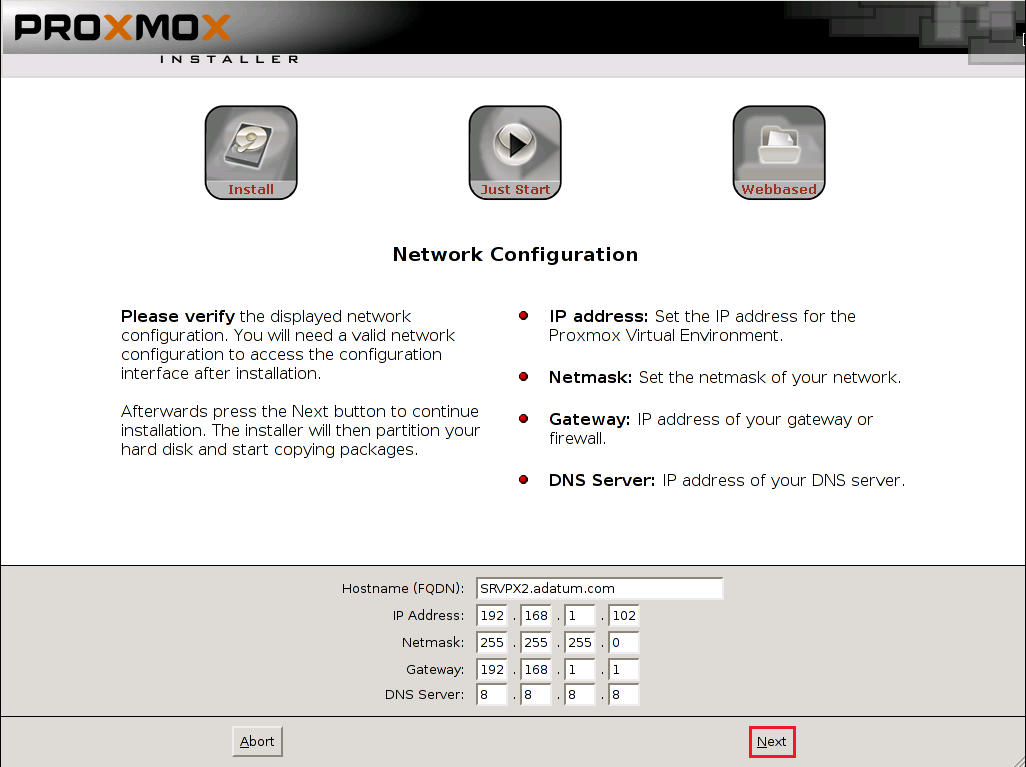 PROXMOX
INSTALLER
Install
Just Start
Webbased
Network Configuration
Please verify the displayed network
configuration. You will need a valid network
configuration to access the configuration
interface after installation.
Afterwards press the Next button to continue
installation. The installer will then partition your
hard disk and start copying packages.
IP address: Set the IP address for the
Proxmox Virtual Environment.
Netmask: Set the netmask of your network.
Gateway: IP address of your gateway or
firewall.
DNS Server: IP address of your DNS server.
Hostname (FQDN): SRVPX2.adatum.com
IP Address: 192 . 168 . 1 . 102
Netmask: 255 . 255 . 255 . 0
Gateway: 192 . 168 . 1 . 1
DNS Server: 8 . 8 . 8 . 8
Abort
Next